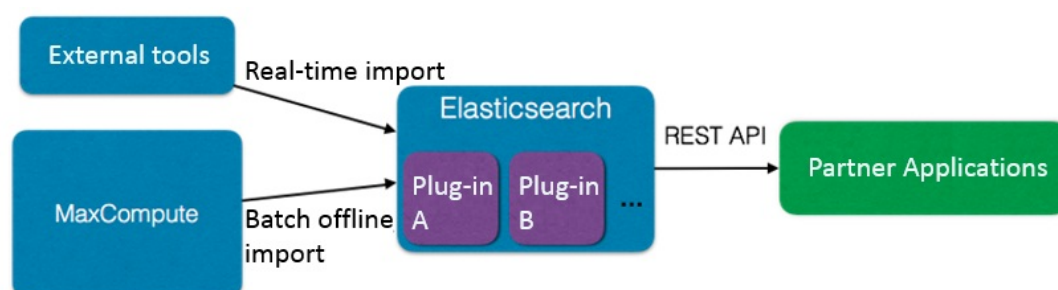 External tools
Real-time import
Elasticsearch
REST API
Partner Applications
Plug-in
A
Plug-in
B
...
MaxCompute
Batch offline
import